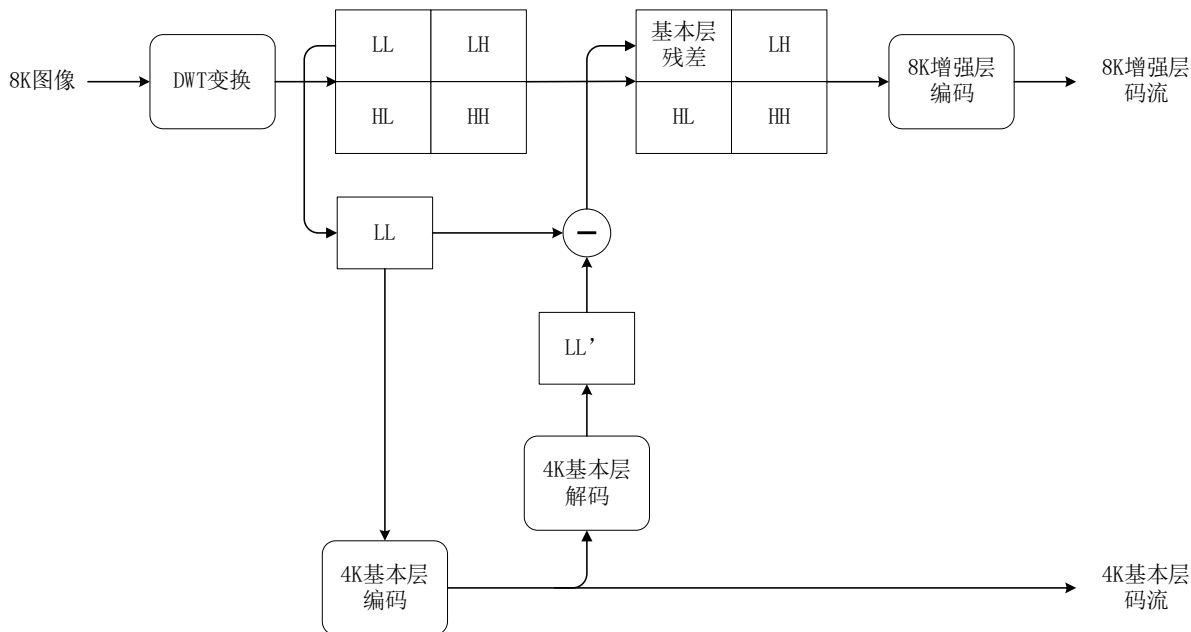 8K图像
DWT变换
LL
LH
HL
HH
基本层
残差
LH
HL
HH
8K增强层
编码
8K增强层
码流
LL
−
LL’
4K基本层
解码
4K基本层
编码
4K基本层
码流